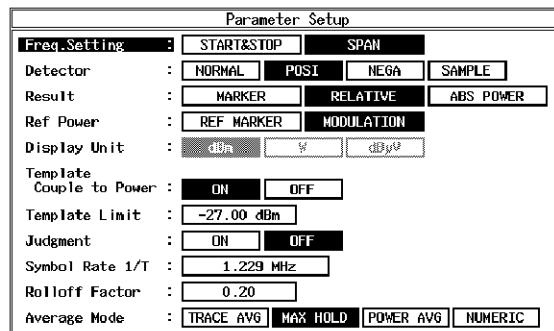 Parameter Setup
Freq.Setting : START&STOP SPAN
Detector : NORMAL POSI NEGA SAMPLE
Result : MARKER RELATIVE ABS POWER
Ref Power : REF MARKER MODULATION
Display Unit : dBm V dBμV
Template
Couple to Power : ON OFF
Template Limit : -27.00 dBm
Judgment : ON OFF
Symbol Rate 1/T : 1.229 MHz
Rolloff Factor : 0.20
Average Mode : TRACE AVG MAX HOLD POWER AVG NUMERIC